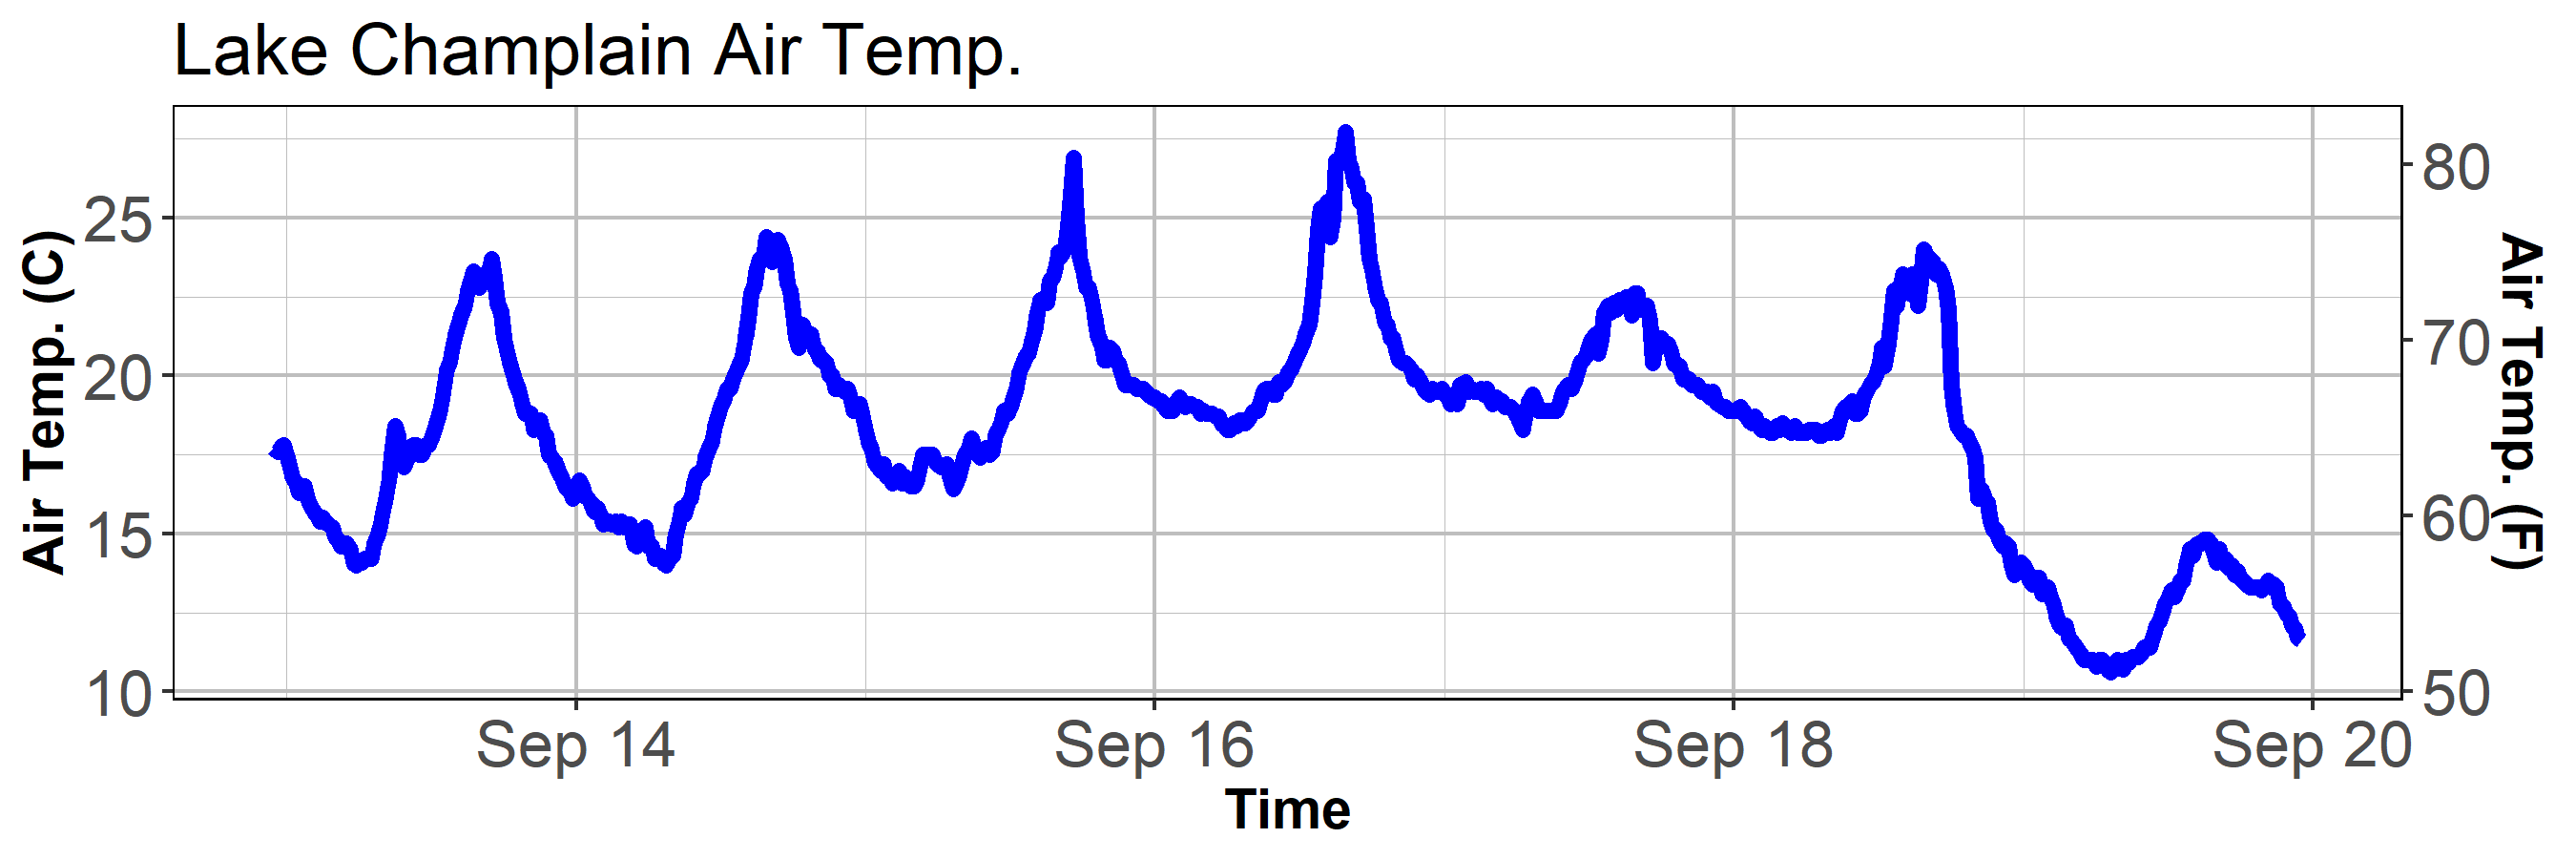 Lake Champlain Air Temp.
Air Temp. (C)
25
20
15
10
80
70
60
50
Air Temp. (F)
Sep 14 Sep 16 Sep 18 Sep 20
Time